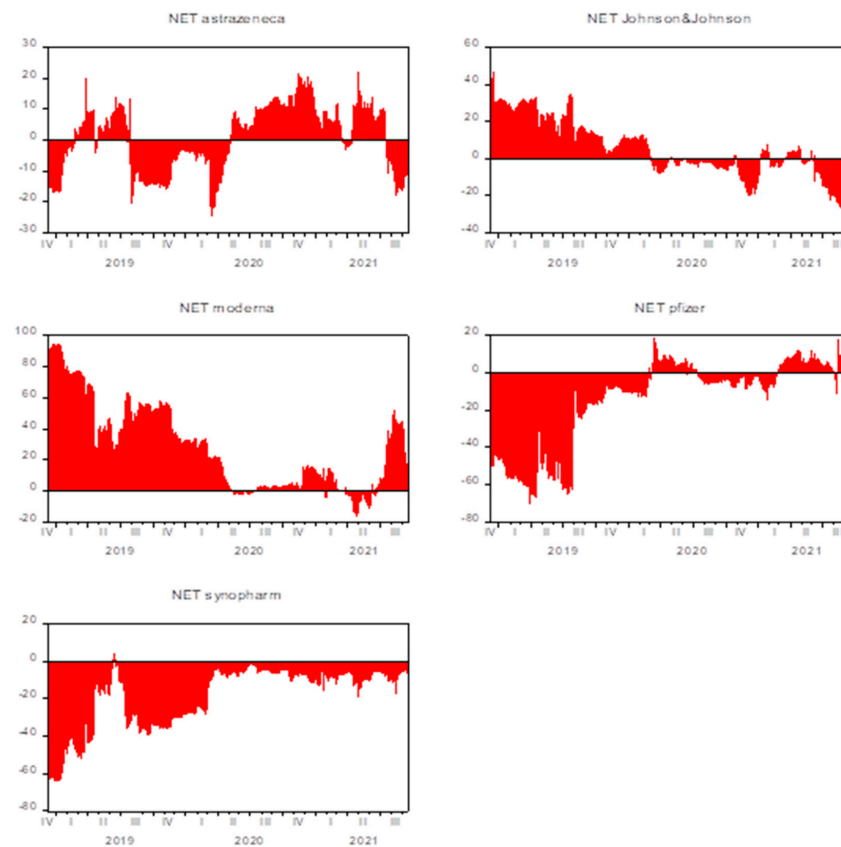 NET astrazeneca
30
20
10
0
-10
-20
-30
IV I II III IV I II III IV I II III
2019 2020 2021
NET Johnson&Johnson
60
40
20
0
-20
-40
IV I II III IV I II III IV I II III
2019 2020 2021
NET moderna
100
80
60
40
20
0
-20
IV I II III IV I II III IV I II III
2019 2020 2021
NET pfizer
20
0
-20
-40
-60
-80
IV I II III IV I II III IV I II III
2019 2020 2021
NET synopharm
20
0
-20
-40
-60
-80
IV I II III IV I II III IV I II III
2019 2020 2021